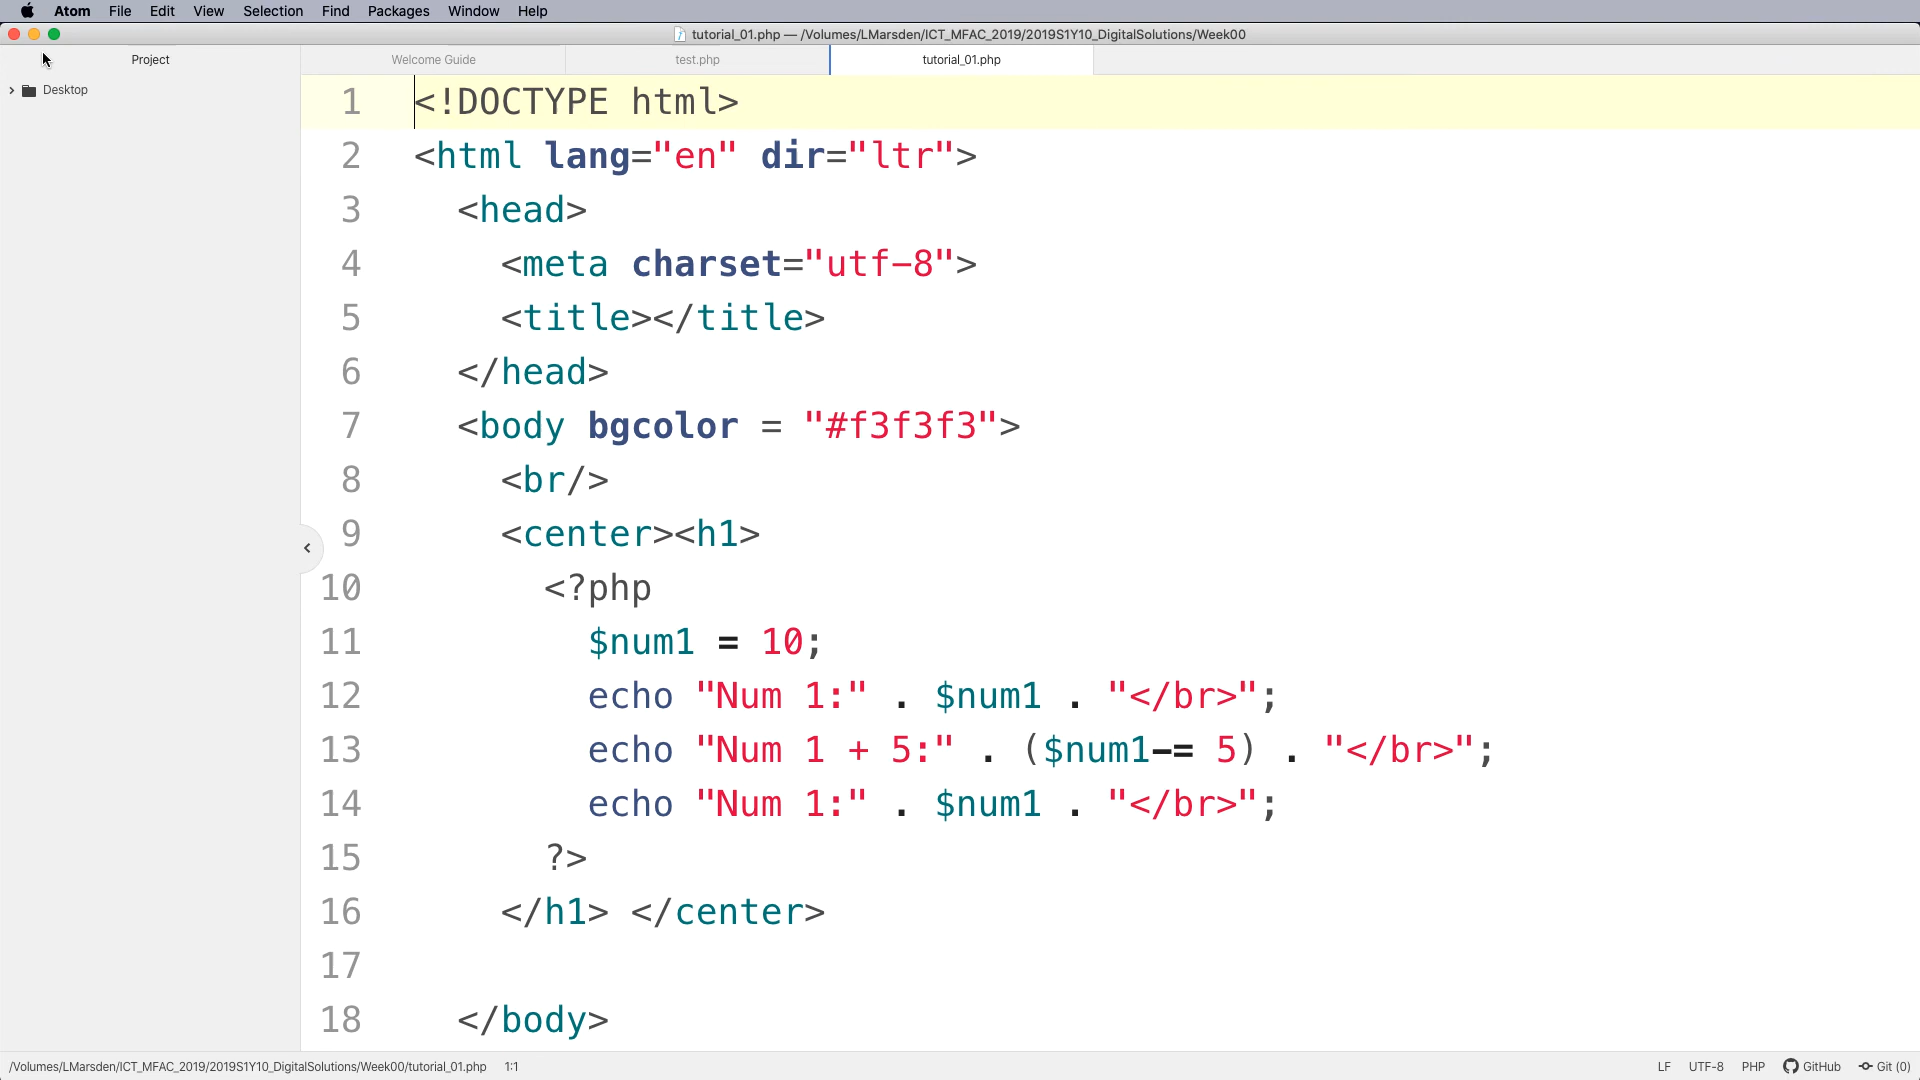 Atom File Edit View Selection Find Packages Window Help
tutorial_01.php — /Volumes/LMarsden/ICT_MFAC_2019/2019S1Y10_DigitalSolutions/Week00
Project
Welcome Guide test.php tutorial_01.php
Desktop
1 <!DOCTYPE html>
2 <html lang="en" dir="ltr">
3 <head>
4 <meta charset="utf-8">
5 <title></title>
6 </head>
7 <body bgcolor = "#f3f3f3">
8 <br/>
9 <center><h1>
10 <?php
11 $num1 = 10;
12 echo "Num 1:" . $num1 . "</br>";
13 echo "Num 1 + 5:" . ($num1-= 5) . "</br>";
14 echo "Num 1:" . $num1 . "</br>";
15 ?>
16 </h1> </center>
17
18 </body>
/Volumes/LMarsden/ICT_MFAC_2019/2019S1Y10_DigitalSolutions/Week00/tutorial_01.php 1:1 LF UTF-8 PHP GitHub Git (0)